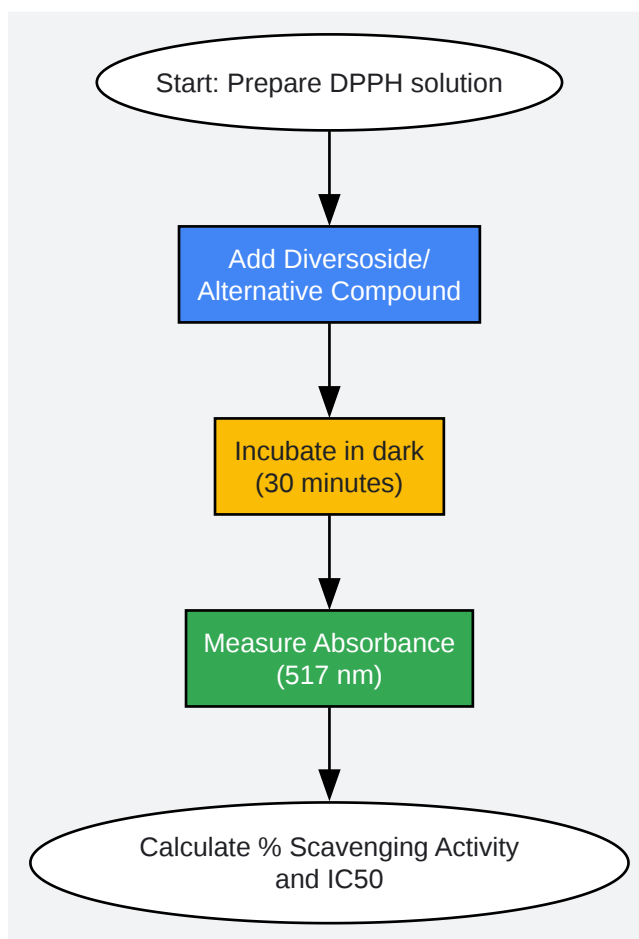 Start: Prepare DPPH solution
Add Diversoside/
Alternative Compound
Incubate in dark
(30 minutes)
Measure Absorbance
(517 nm)
Calculate % Scavenging Activity
and IC50